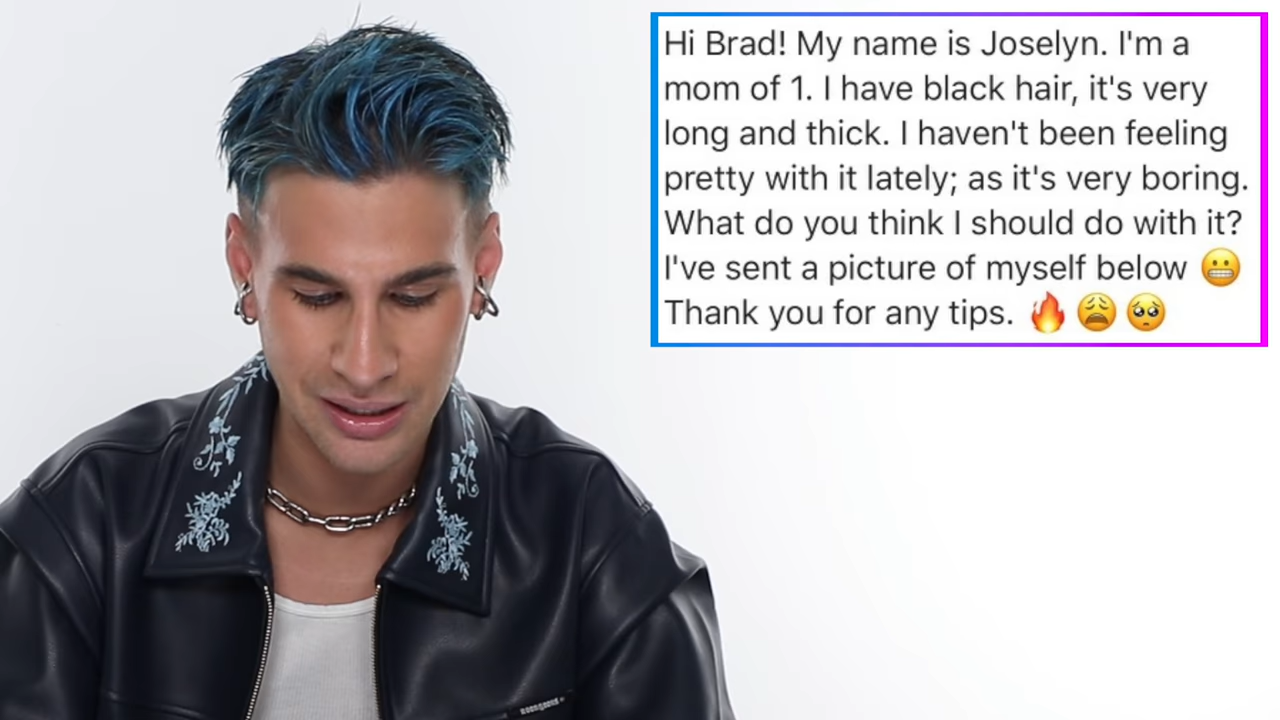 Hi Brad! My name is Joselyn. I'm a
mom of 1. I have black hair, it's very
long and thick. I haven't been feeling
pretty with it lately; as it's very boring.
What do you think I should do with it?
I've sent a picture of myself below 😬
Thank you for any tips. 🔥 😩 🥺